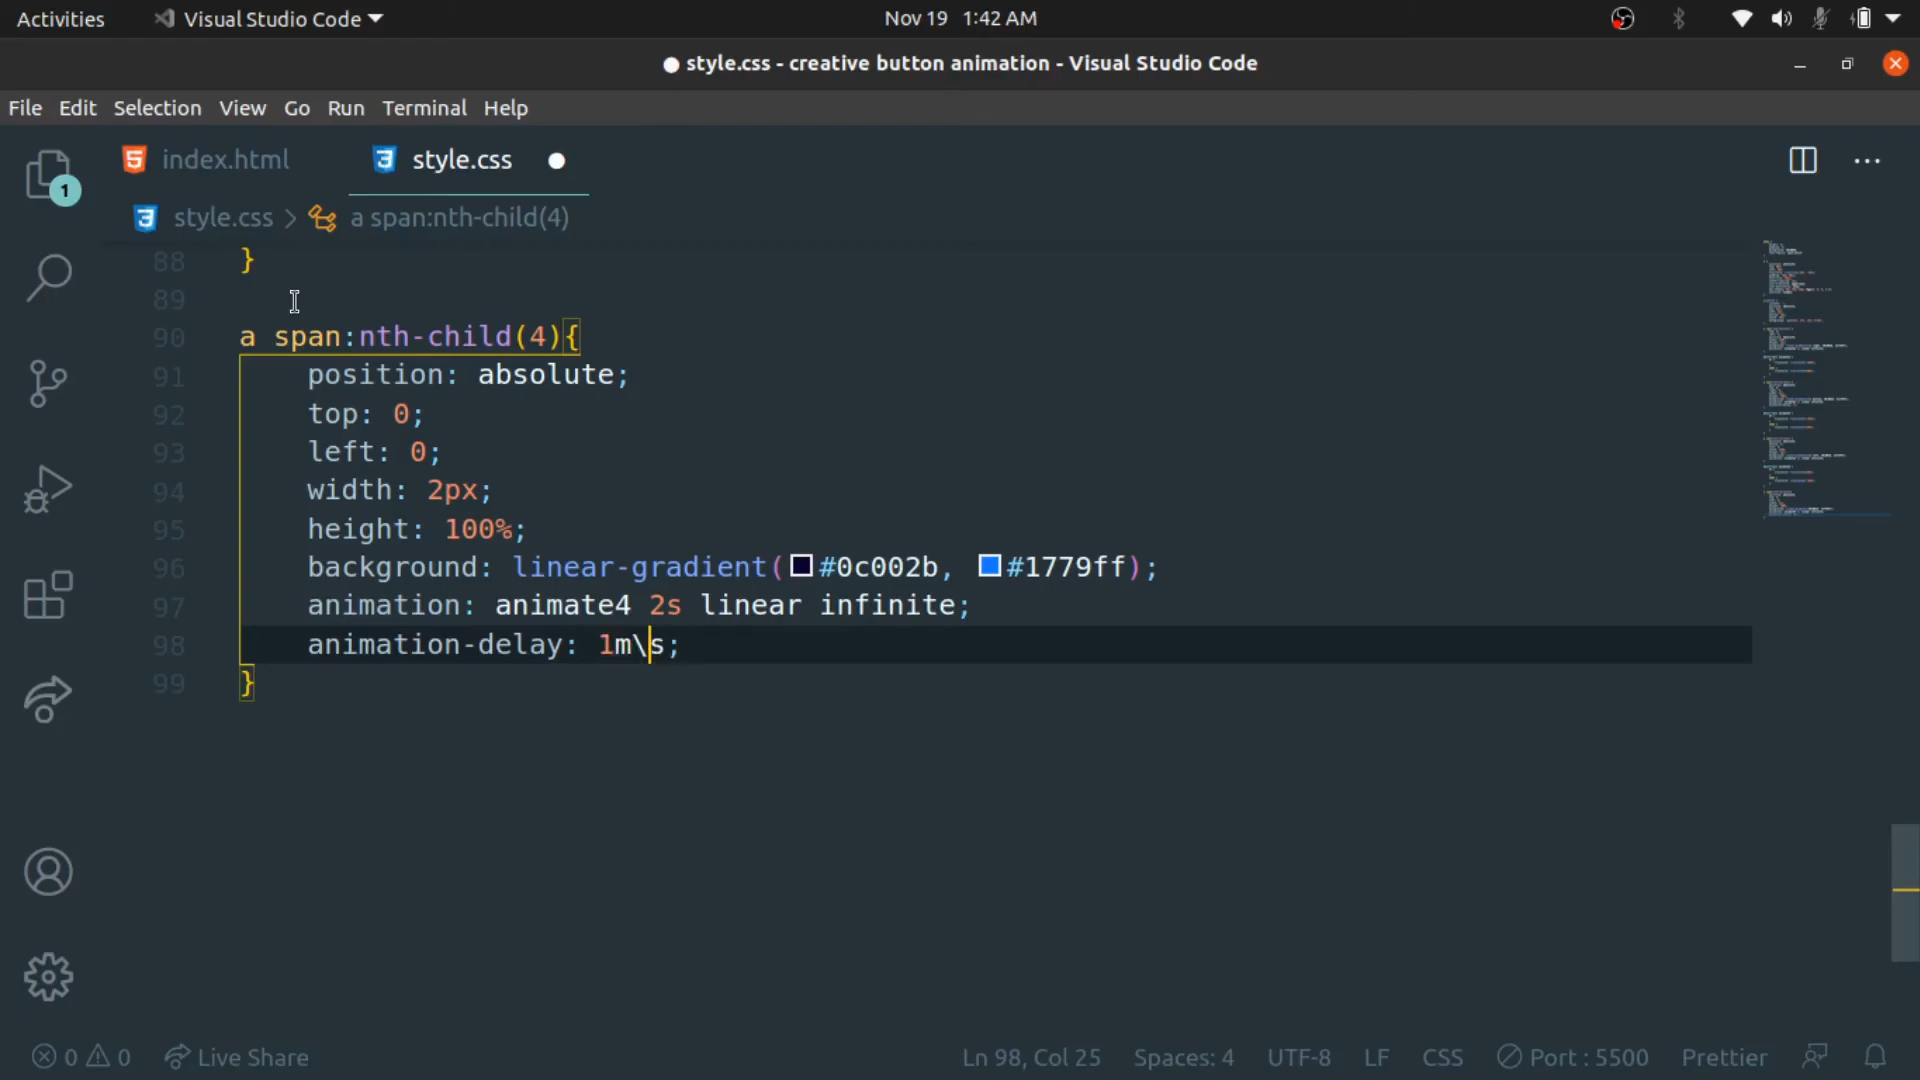 Activities Visual Studio Code Nov 19 1:42 AM
style.css - creative button animation - Visual Studio Code
File Edit Selection View Go Run Terminal Help
index.html style.css
style.css > a span:nth-child(4)
1
88 }
89
90 a span:nth-child(4){
91 position: absolute;
92 top: 0;
93 left: 0;
94 width: 2px;
95 height: 100%;
96 background: linear-gradient(#0c002b, #1779ff);
97 animation: animate4 2s linear infinite;
98 animation-delay: 1m\s;
99 }
0 0 Live Share Ln 98, Col 25 Spaces: 4 UTF-8 LF CSS Port : 5500 Prettier